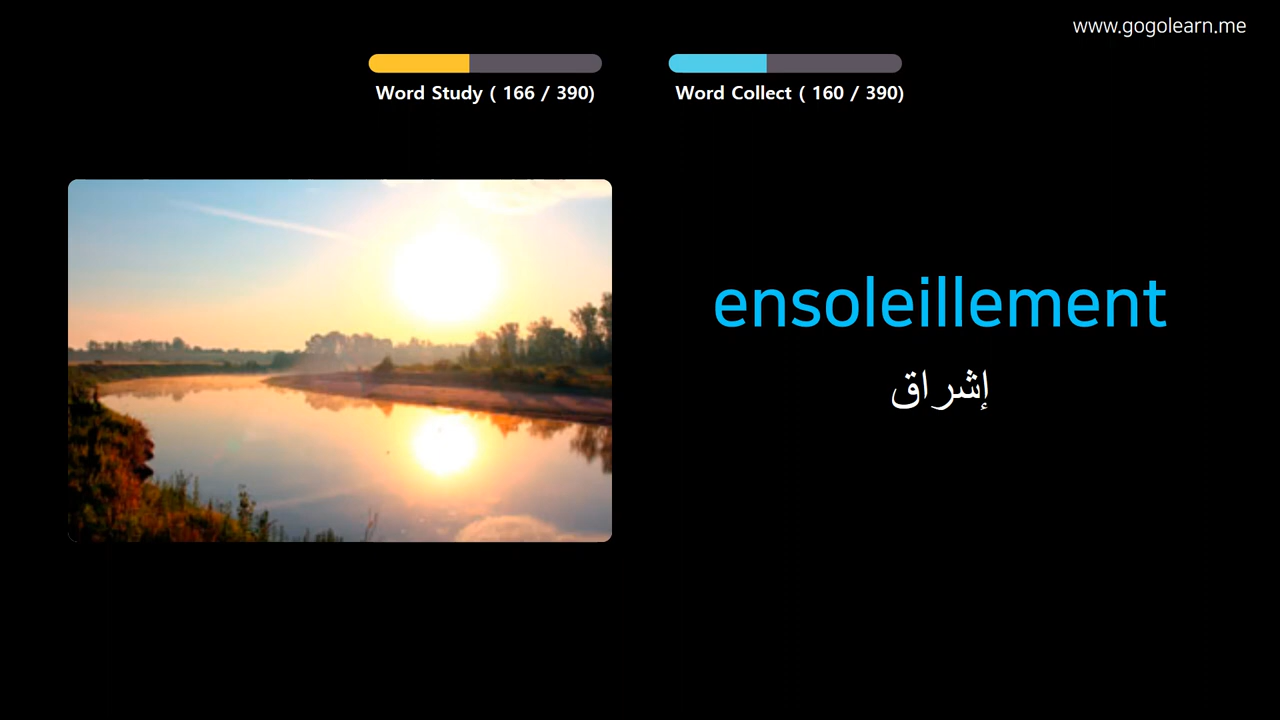 www.gogolearn.me
Word Study ( 166 / 390)
Word Collect ( 160 / 390)
ensoleillement
إشراق